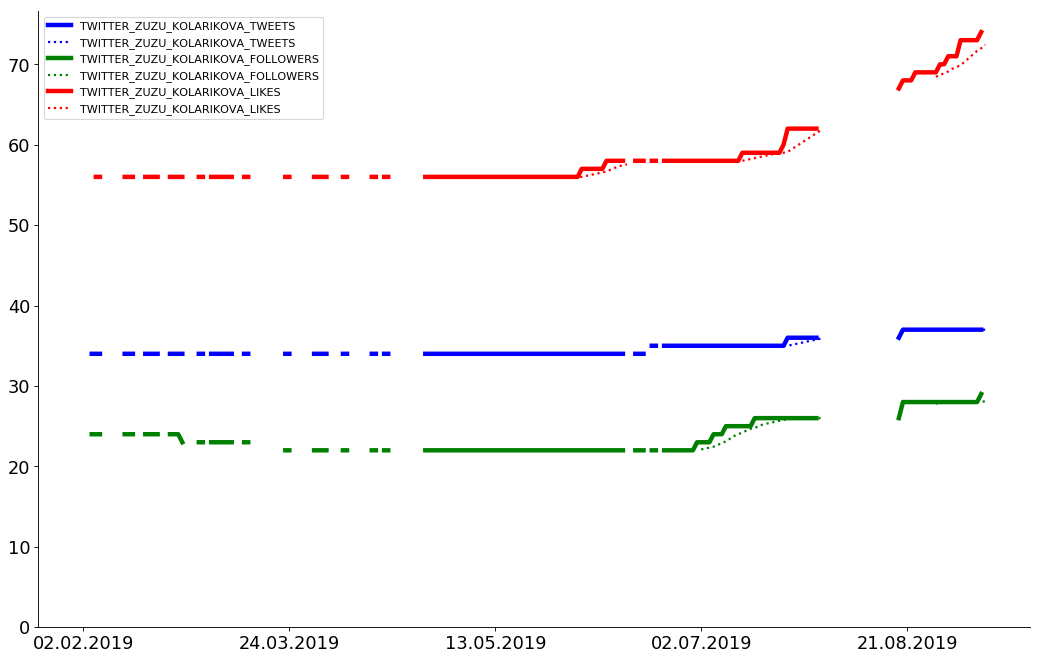 TWITTER_ZUZU_KOLARIKOVA_TWEETS
TWITTER_ZUZU_KOLARIKOVA_TWEETS
TWITTER_ZUZU_KOLARIKOVA_FOLLOWERS
TWITTER_ZUZU_KOLARIKOVA_FOLLOWERS
TWITTER_ZUZU_KOLARIKOVA_LIKES
TWITTER_ZUZU_KOLARIKOVA_LIKES
70
60
50
40
30
20
10
0
02.02.2019 24.03.2019 13.05.2019 02.07.2019 21.08.2019